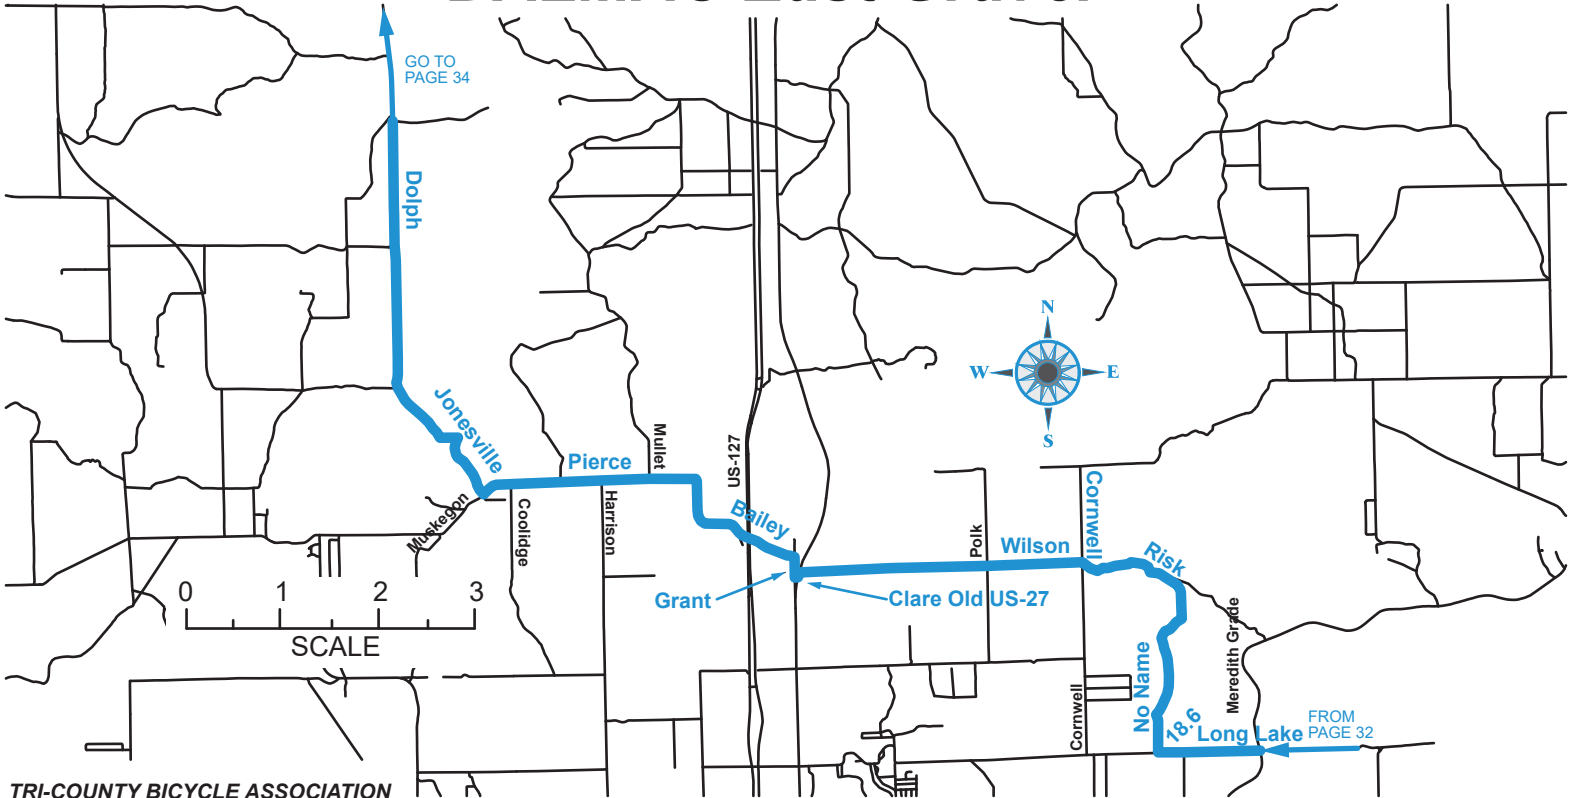 GO TO
PAGE 34
Dolph
N
W
E
S
Jonesville
Mullet
US-127
Pierce
Bailey
Muskegon
Coolidge
Harrison
Polk
Wilson
Cornwell
Risk
Grant
Clare Old US-27
0 1 2 3
SCALE
Meredith Grade
No Name
Cornwell
18.6
Long Lake
FROM
PAGE 32
TRI-COUNTY BICYCLE ASSOCIATION